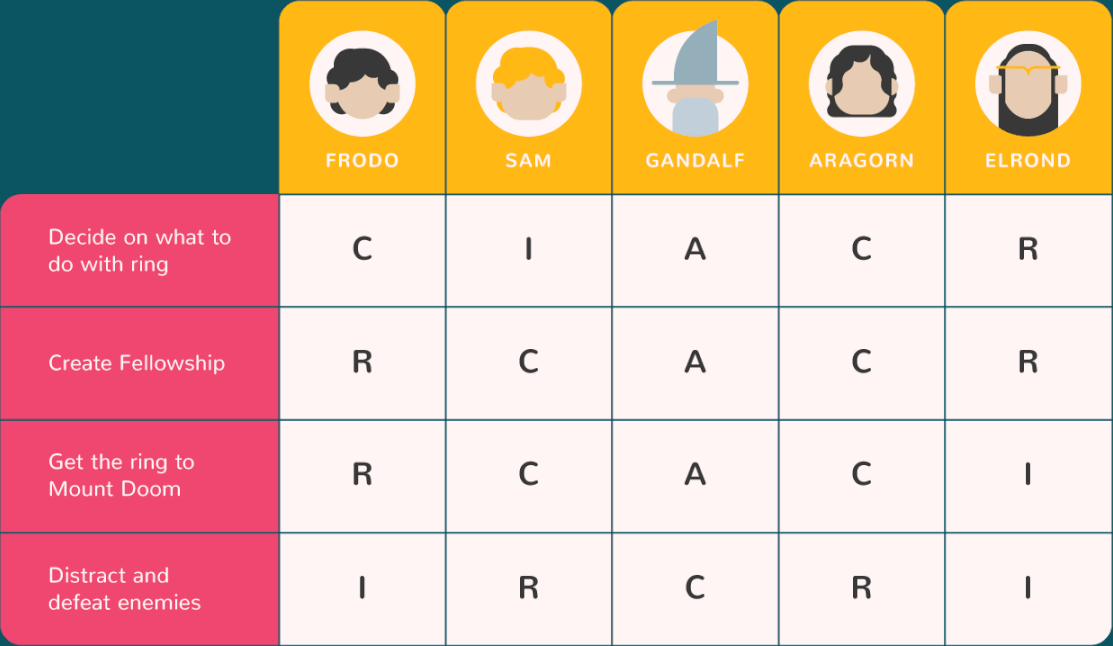 FRODO SAM GANDALF ARAGORN ELROND
Decide on what to
do with ring
C I A C R
Create Fellowship
R C A C R
Get the ring to
Mount Doom
R C A C I
Distract and
defeat enemies
I R C R I